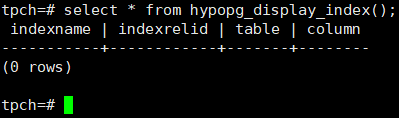 tpch=# select * from hypopg_display_index();
 indexname | indexrelid | table | column
-----------+------------+-------+--------
(0 rows)
tpch=#